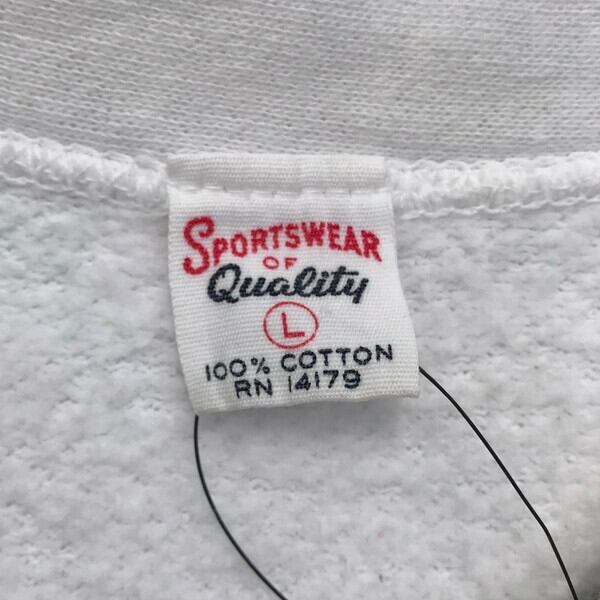 SPORTSWEAR
OF
Quality
L
100% COTTON
RN 14179